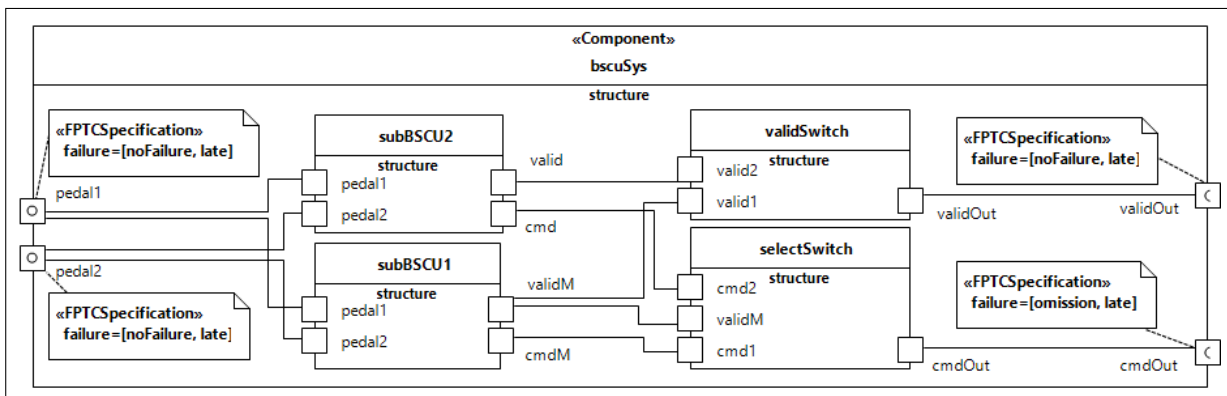 «Component»
bscuSys
structure
«FPTCSpecification»
failure=[noFailure, late]
pedal1
pedal2
«FPTCSpecification»
failure=[noFailure, late]
subBSCU2
structure
pedal1
pedal2
valid
cmd
subBSCU1
structure
pedal1
pedal2
validM
cmdM
validSwitch
structure
valid2
valid1
validOut
selectSwitch
structure
cmd2
validM
cmd1
cmdOut
«FPTCSpecification»
failure=[noFailure, late]
validOut
«FPTCSpecification»
failure=[omission, late]
cmdOut